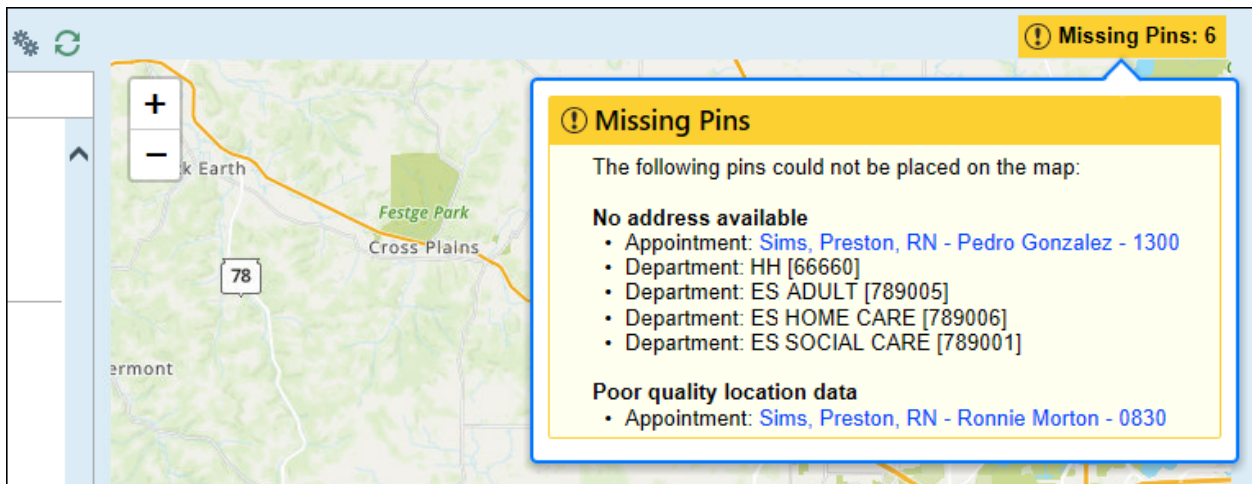 Missing Pins: 6
+
−
Missing Pins
The following pins could not be placed on the map:
No address available
• Appointment: Sims, Preston, RN - Pedro Gonzalez - 1300
• Department: HH [66660]
• Department: ES ADULT [789005]
• Department: ES HOME CARE [789006]
• Department: ES SOCIAL CARE [789001]
Poor quality location data
• Appointment: Sims, Preston, RN - Ronnie Morton - 0830
k Earth
Festge Park
Cross Plains
78
ermont